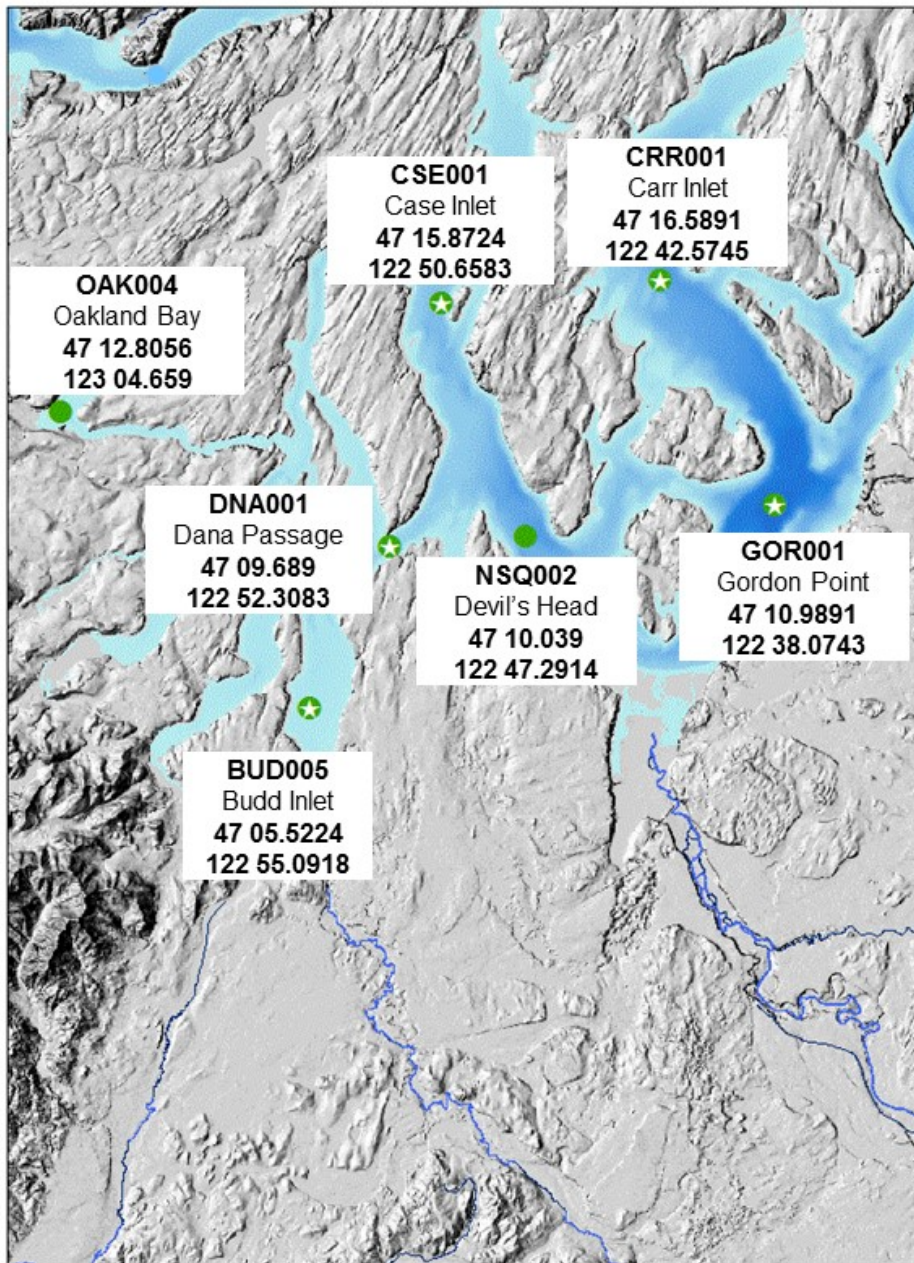 CSE001
Case Inlet
47 15.8724
122 50.6583
CRR001
Carr Inlet
47 16.5891
122 42.5745
OAK004
Oakland Bay
47 12.8056
123 04.659
DNA001
Dana Passage
47 09.689
122 52.3083
NSQ002
Devil's Head
47 10.039
122 47.2914
GOR001
Gordon Point
47 10.9891
122 38.0743
BUD005
Budd Inlet
47 05.5224
122 55.0918